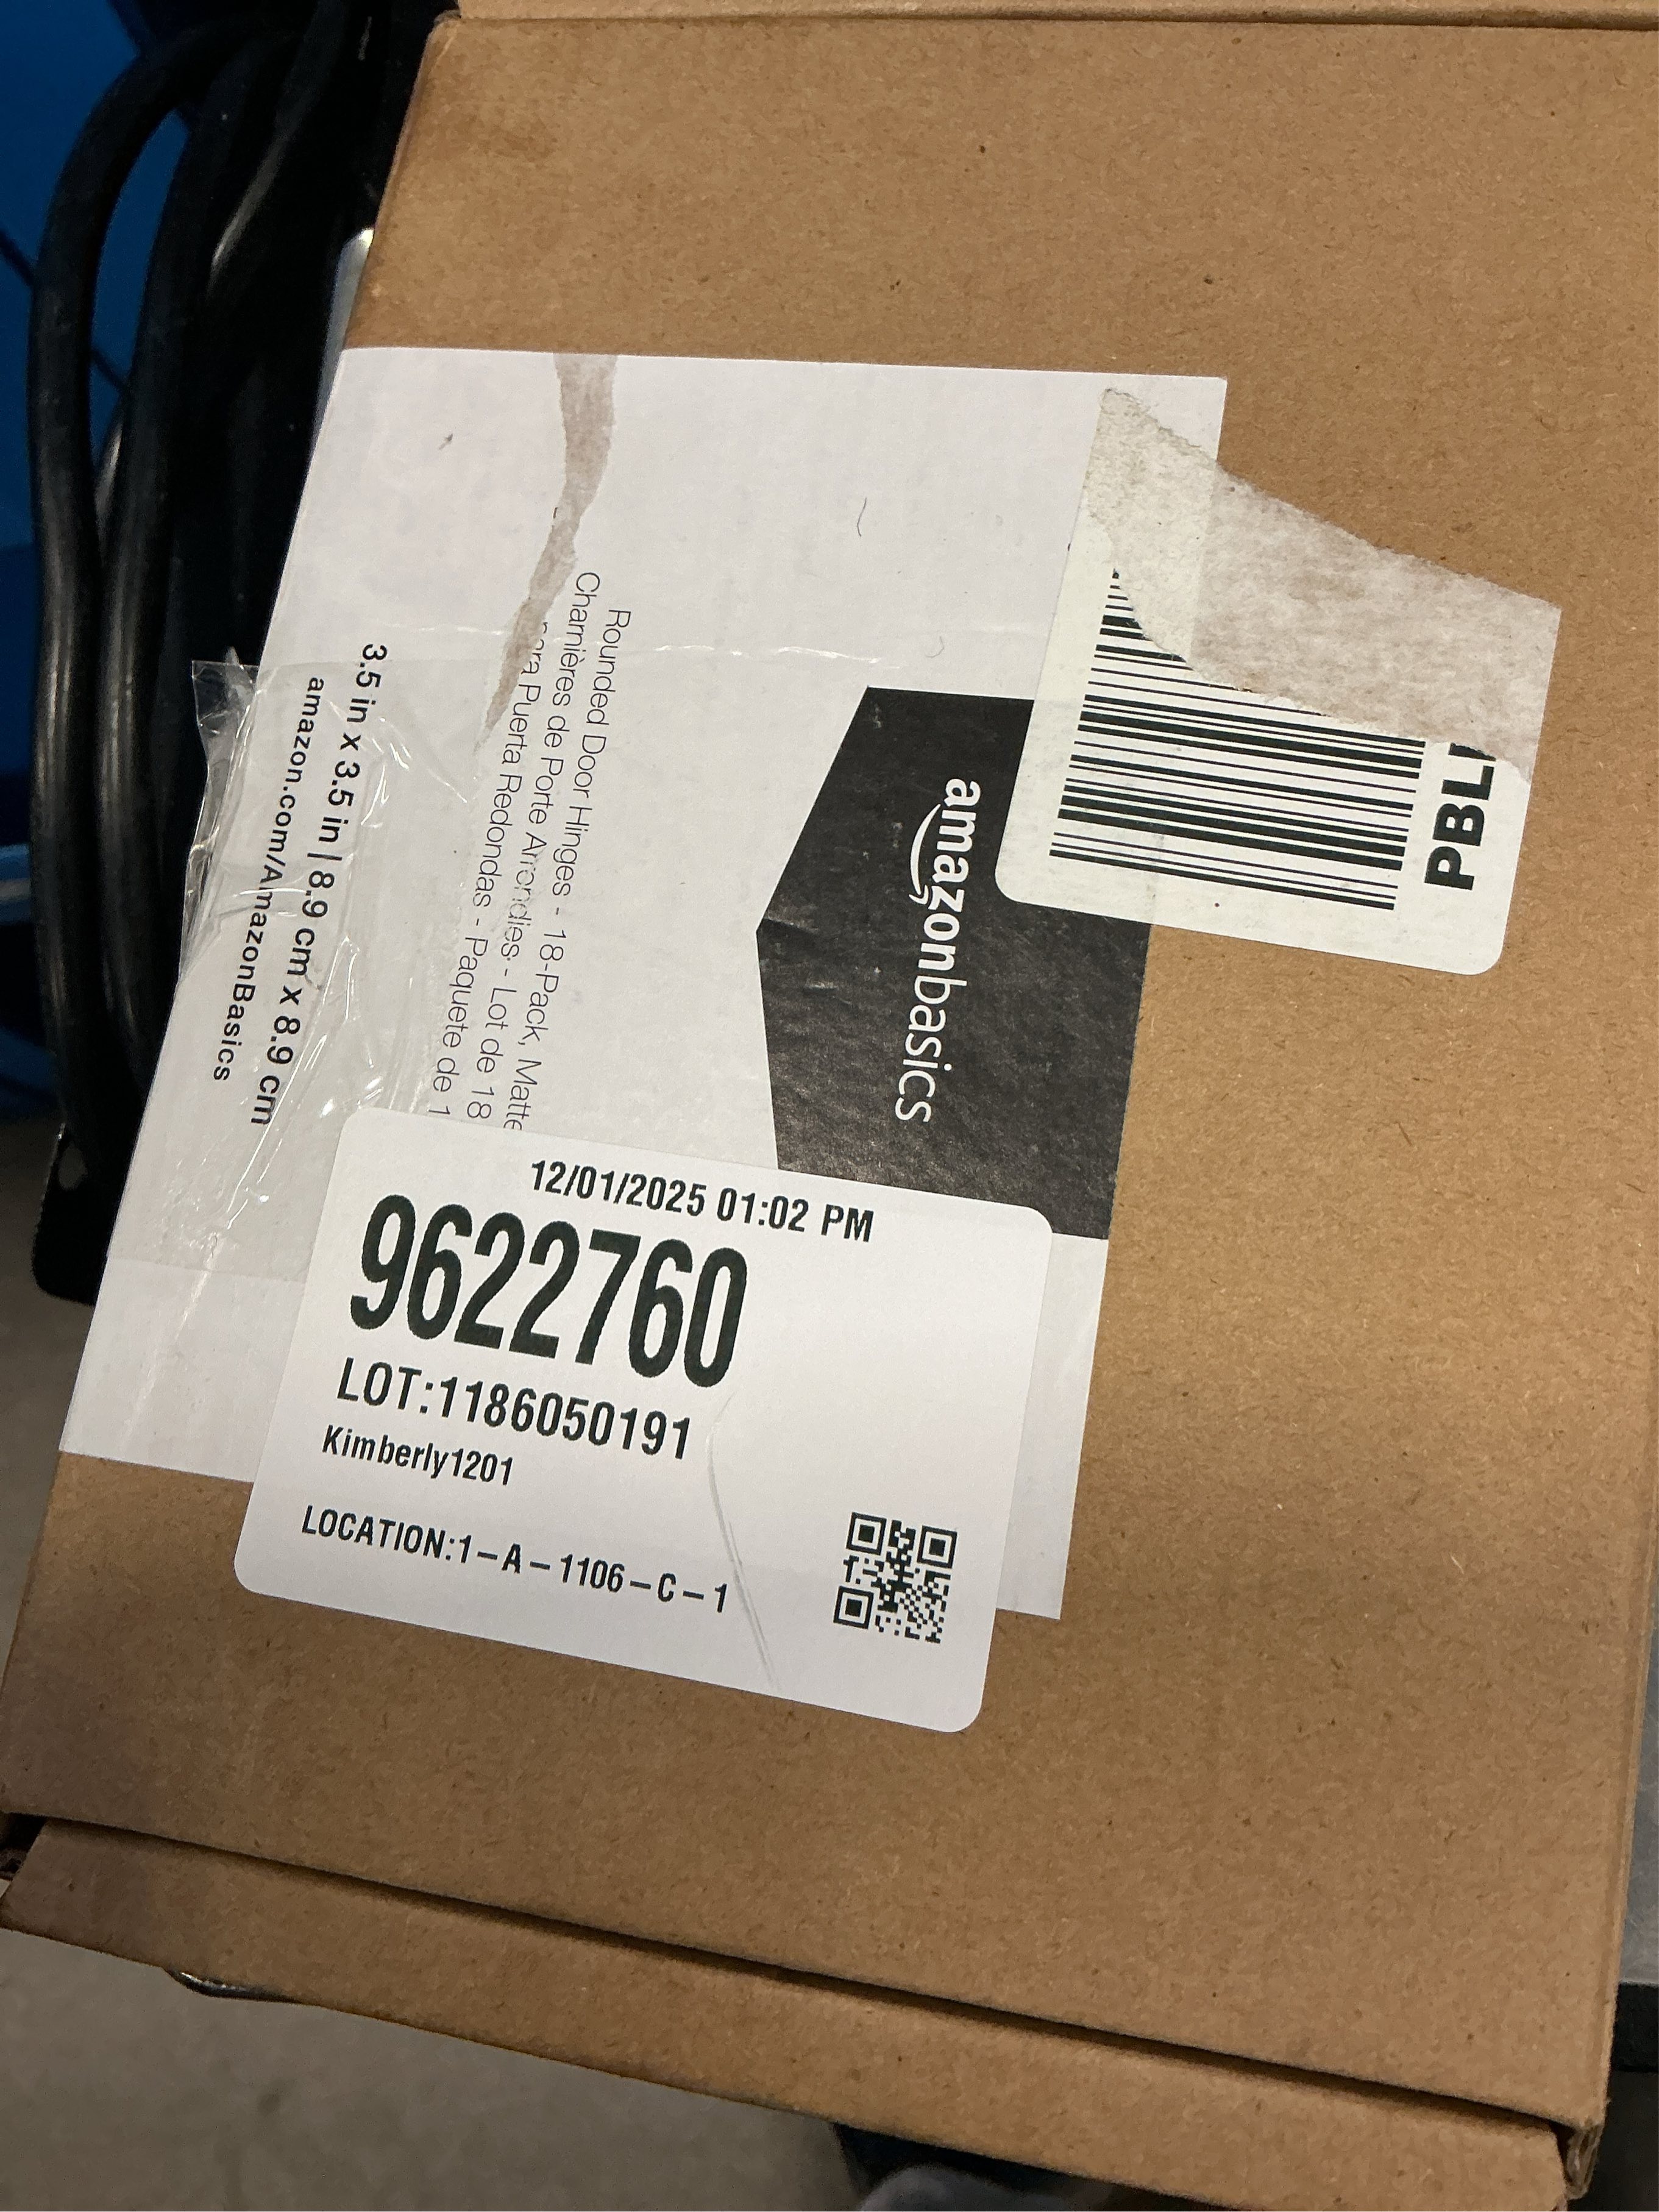 amazonbasics
Rounded Door Hinges - 18-Pack, Matte
Charnières de Porte Arrondies - Lot de 18
para Puerta Redondas - Paquete de 1
3.5 in x 3.5 in | 8.9 cm x 8.9 cm
amazon.com/AmazonBasics
12/01/2025 01:02 PM
9622760
LOT:1186050191
Kimberly1201
LOCATION:1-A-1106-C-1